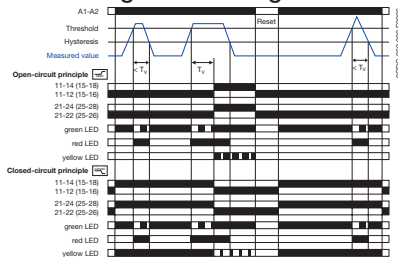 A1-A2
Reset
Threshold
Hysteresis
Measured value
< Tv
Tv
< Tv
Open-circuit principle
11-14 (15-18)
11-12 (15-16)
21-24 (25-28)
21-22 (25-26)
green LED
red LED
yellow LED
Closed-circuit principle
11-14 (15-18)
11-12 (15-16)
21-24 (25-28)
21-22 (25-26)
green LED
red LED
yellow LED